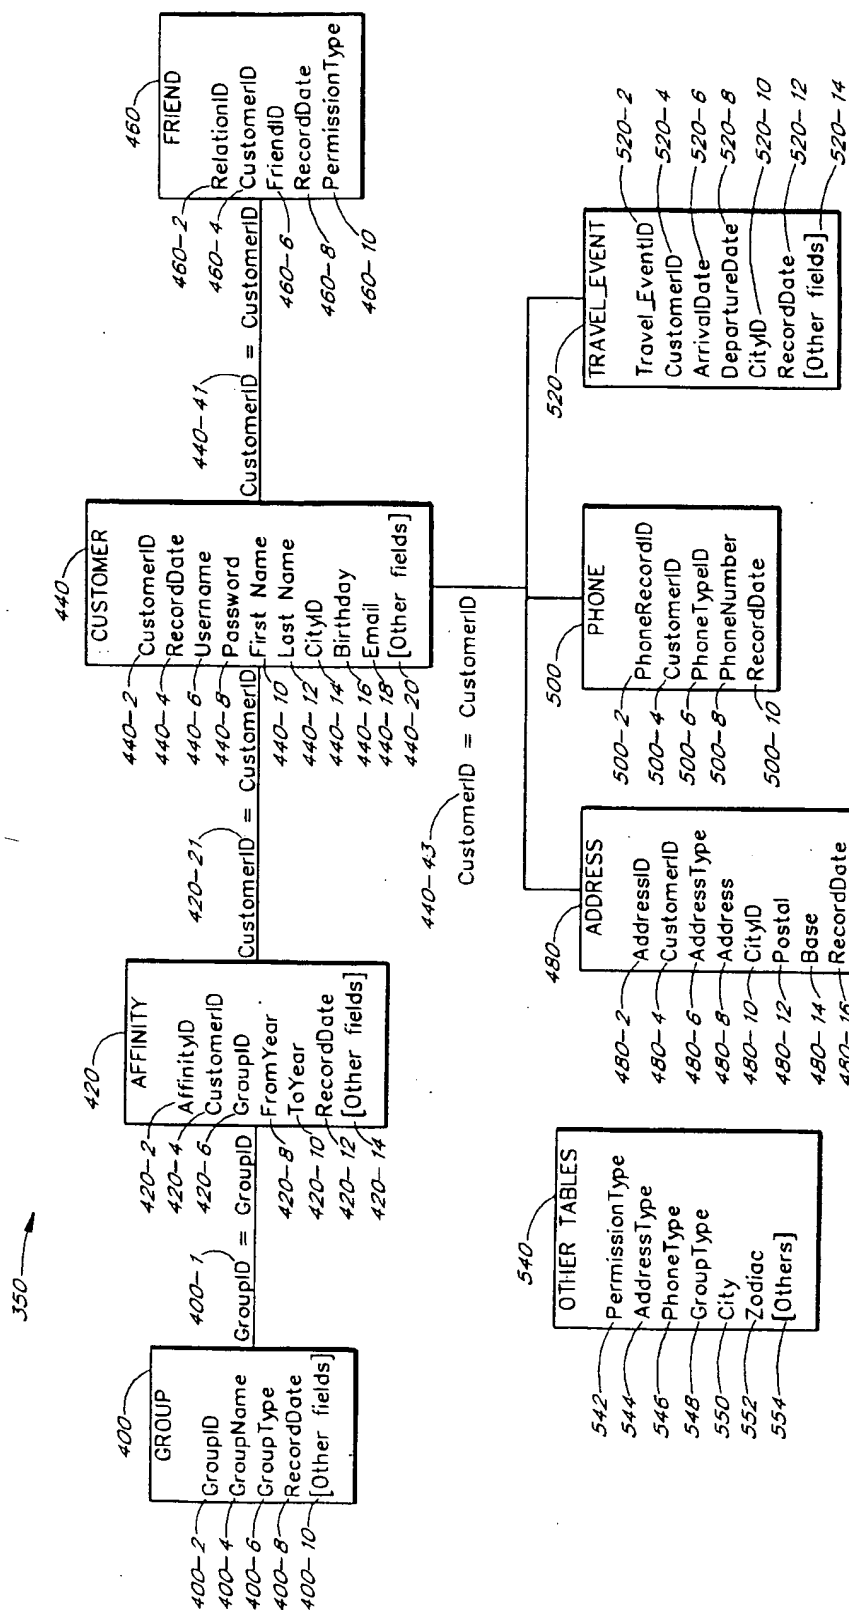 350
400
GROUP
400-2 GroupID
400-4 GroupName
400-6 GroupType
400-8 RecordDate
400-10 [Other fields]
400-1
GroupID = GroupID
420
AFFINITY
420-2 AffinityID
420-4 CustomerID
420-6 GroupID
420-8 FromYear
420-10 ToYear
420-12 RecordDate
420-14 [Other fields]
420-21
CustomerID = CustomerID
440
CUSTOMER
440-2 CustomerID
440-4 RecordDate
440-6 Username
440-8 Password
440-10 First Name
440-12 Last Name
440-14 CityID
440-16 Birthday
440-18 Email
440-20 [Other fields]
440-41
CustomerID = CustomerID
460
FRIEND
460-2 RelationID
460-4 CustomerID
460-6 FriendID
460-8 RecordDate
460-10 PermissionType
440-43
CustomerID = CustomerID
540
OTHER TABLES
542 PermissionType
544 AddressType
546 PhoneType
548 GroupType
550 City
552 Zodiac
554 [Others]
480
ADDRESS
480-2 AddressID
480-4 CustomerID
480-6 AddressType
480-8 Address
480-10 CityID
480-12 Postal
480-14 Base
480-16 RecordDate
500
PHONE
500-2 PhoneRecordID
500-4 CustomerID
500-6 PhoneTypeID
500-8 PhoneNumber
500-10 RecordDate
520
TRAVEL_EVENT
Travel_EventID 520-2
CustomerID 520-4
ArrivalDate 520-6
DepartureDate 520-8
CityID 520-10
RecordDate 520-12
[Other fields] 520-14